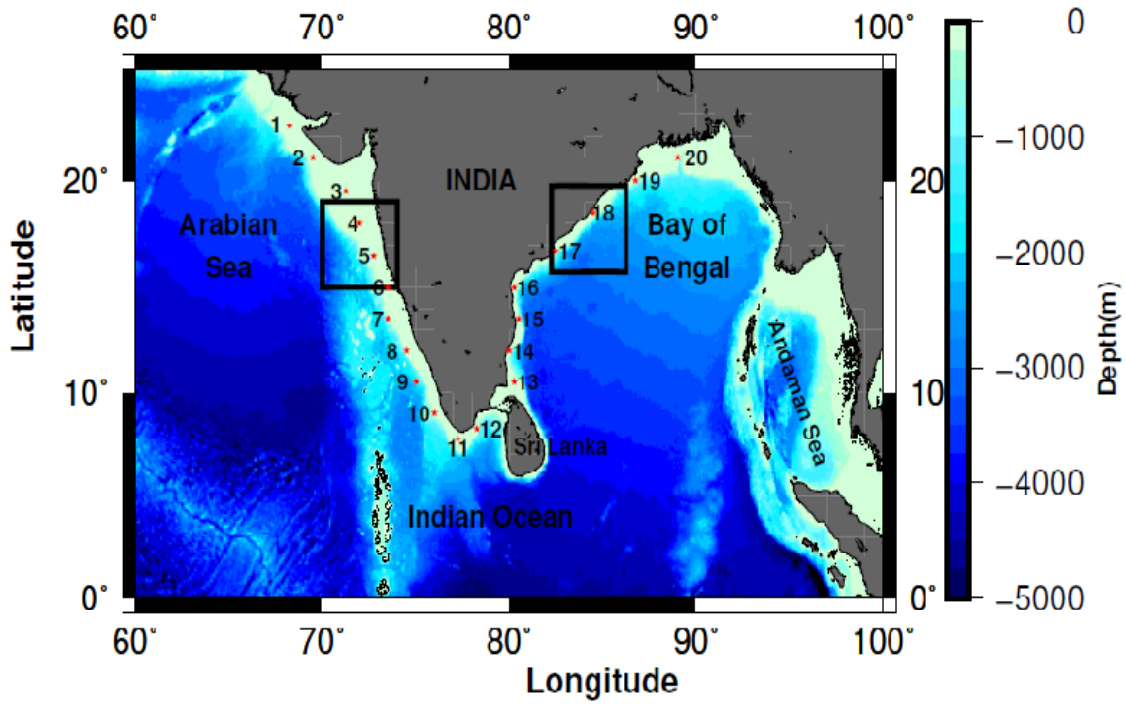 60° 70° 80° 90° 100°
0
-1000
-2000
-3000
-4000
-5000
Depth(m)
Latitude
20°
10°
0°
20°
10°
0°
1
2
3
4
5
6
7
8
9
10
11
12
13
14
15
16
17
18
19
20
INDIA
Arabian
Sea
Bay of
Bengal
Andaman Sea
Sri Lanka
Indian Ocean
60° 70° 80° 90° 100°
Longitude